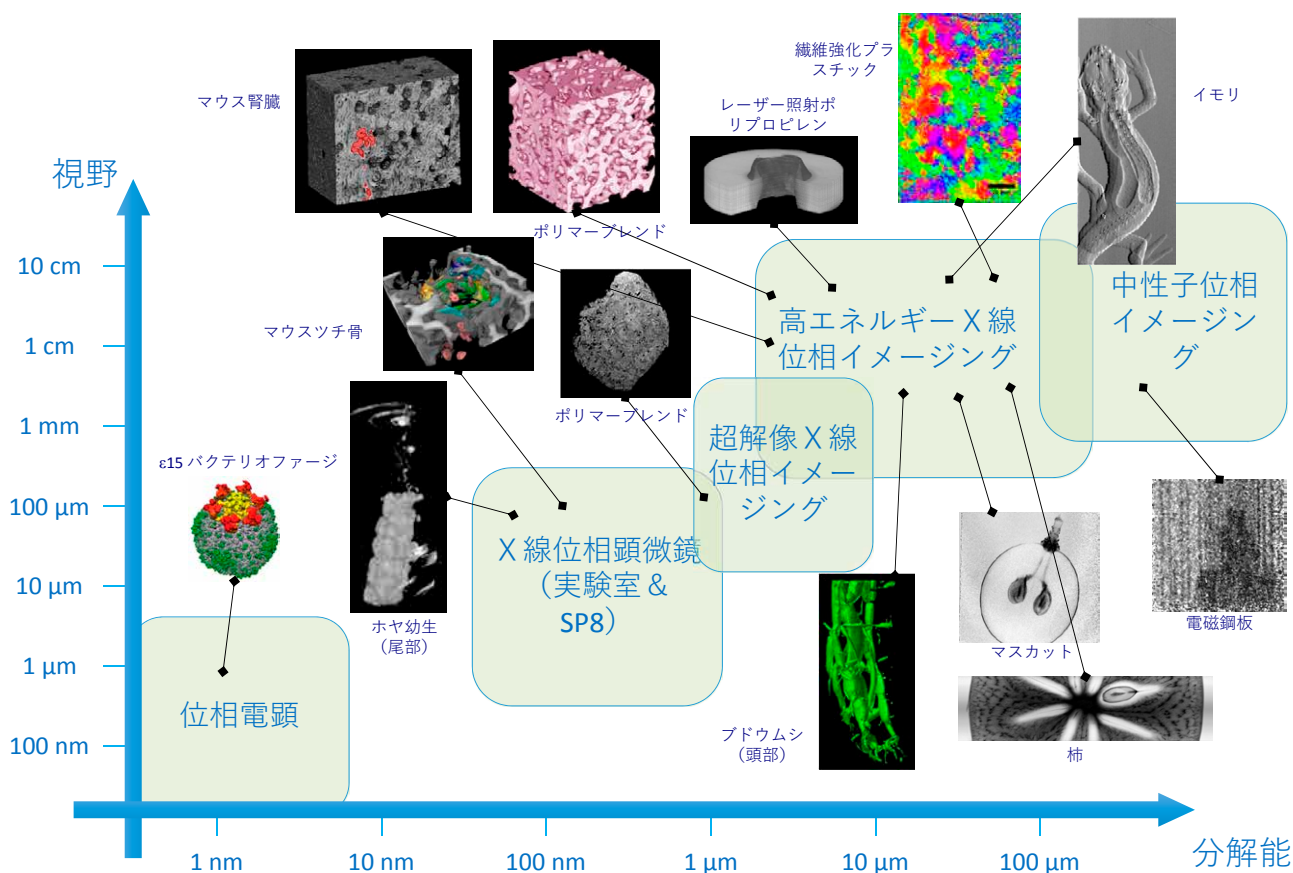 繊維強化プラ
スチック
マウス腎臓
イモリ
レーザー照射ポ
リプロピレン
視野
ポリマーブレンド
10 cm
中性子位相
イメージン
グ
高エネルギーX線
位相イメージング
マウスツチ骨
1 cm
ポリマーブレンド
1 mm
超解像X線
位相イメー
ジング
ε15 バクテリオファージ
100 µm
X線位相顕微鏡
（実験室 &
SP8）
10 µm
ホヤ幼生
（尾部）
電磁鋼板
マスカット
1 µm
位相電顕
100 nm
ブドウムシ
（頭部）
柿
1 nm
10 nm
100 nm
1 µm
10 µm
100 µm
分解能